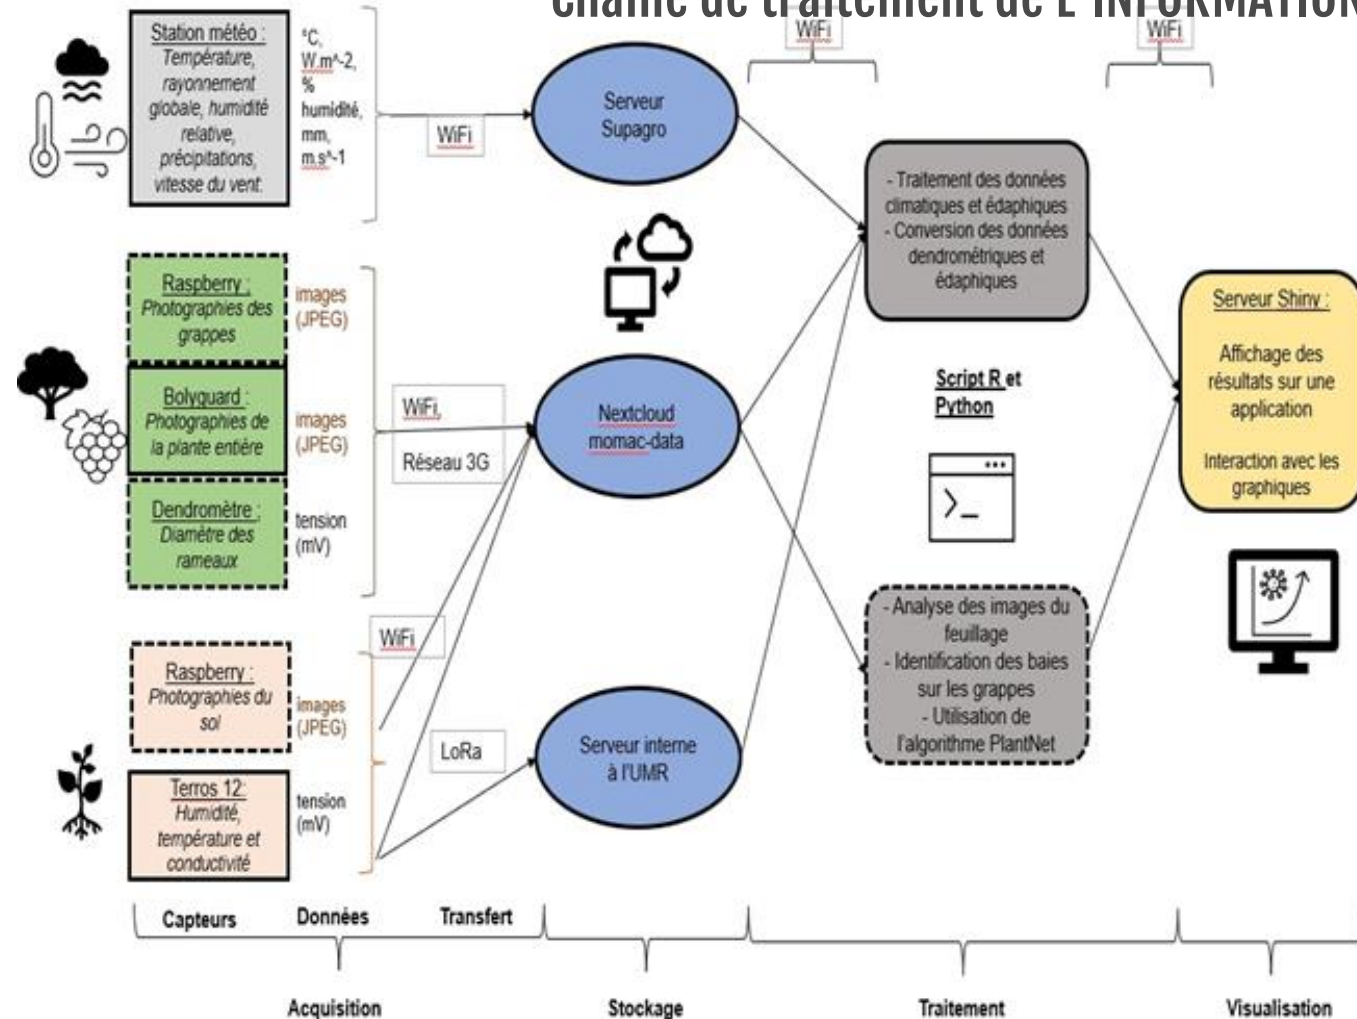 chaîne de traitement de L'INFORMATION
Station météo :
Température,
rayonnement
globale, humidité
relative,
précipitations,
vitesse du vent.
°C,
W.m^-2,
%
humidité,
mm,
m.s^-1
WiFi
Serveur
Supagro
WiFi
WiFi
- Traitement des données
climatiques et édaphiques
- Conversion des données
dendrométriques et
édaphiques
Raspberry :
Photographies des
grappes
images
(JPEG)
Bolyguard :
Photographies de
la plante entière
images
(JPEG)
Dendromètre :
Diamètre des
rameaux
tension
(mV)
WiFi,
Réseau 3G
Nextcloud
momac-data
Script R et
Python
Serveur Shiny :
Affichage des
résultats sur une
application
Interaction avec les
graphiques
WiFi
Raspberry :
Photographies du
sol
images
(JPEG)
LoRa
Terros 12:
Humidité,
température et
conductivité
tension
(mV)
Serveur interne
à l'UMR
- Analyse des images du
feuillage
- Identification des baies
sur les grappes
- Utilisation de
l'algorithme PlantNet
Capteurs Données Transfert
Acquisition Stockage Traitement Visualisation